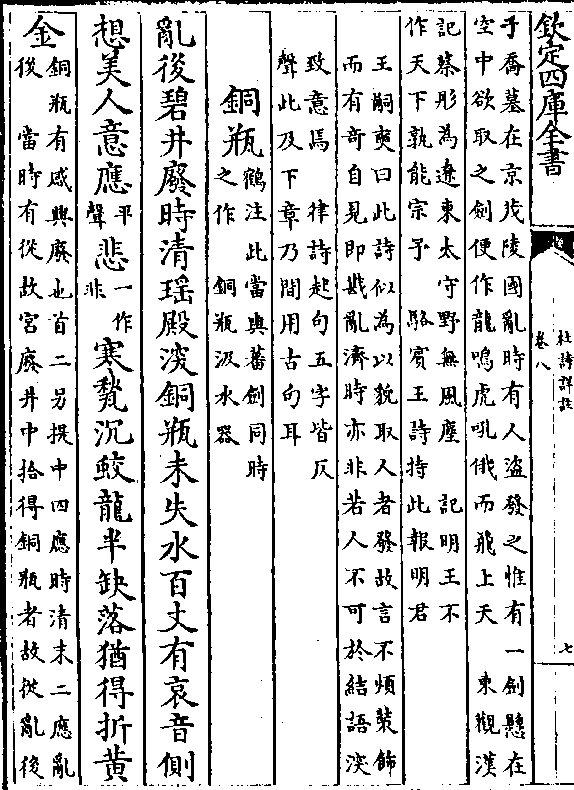 欽定四庫全書
杜詩詳註
卷八
七
子喬墓在京茂陵國亂時有人盜發之惟有一劍懸在
空中欲取之劍便作龍鳴虎吼俄而飛上天 東觀漢
記祭肜為遼東太守野無風塵 記明王不
作天下孰能宗予 駱賓王詩持此報明君
王嗣奭曰此詩似為以貌取人者發故言不煩裝飾
而有竒自見即戡亂濟時亦非若人不可於結語深
致意焉 律詩起句五字皆仄
聲此及下章乃間用古句耳
銅瓶
鶴注此當與蕃劍同時
之作 銅瓶汲水器
亂後碧井廢時清瑶殿深銅瓶未失水百丈有哀音側
想美人意應平聲悲一作非寒甃沉蛟龍半缺落猶得折黄
金
銅瓶有感興廢也首二另提中四應時清末二應亂
後 當時有從故宫廢井中拾得銅瓶者故從亂後